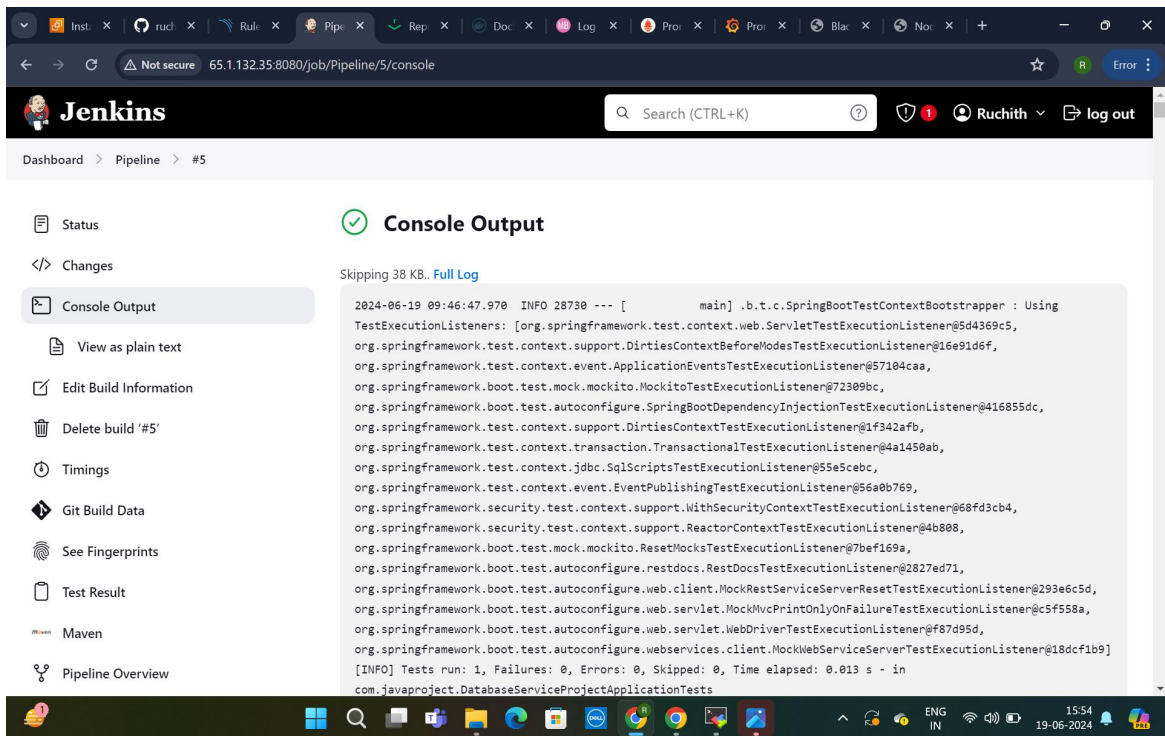 Inst
ruch
Rule
Pipe
Rep
Doc
MB
Log
Pror
Pror
Blac
Noc
Not secure
65.1.132.35:8080/job/Pipeline/5/console
R
Error
Jenkins
Search (CTRL+K)
?
1
Ruchith
log out
Dashboard > Pipeline > #5
Status
Changes
Console Output
View as plain text
Edit Build Information
Delete build '#5'
Timings
Git Build Data
See Fingerprints
Test Result
Maven
Maven
Pipeline Overview
Console Output
Skipping 38 KB.. Full Log
2024-06-19 09:46:47.970  INFO 28730 --- [           main] .b.t.c.SpringBootTestContextBootstrapper : Using
TestExecutionListeners: [org.springframework.test.context.web.ServletTestExecutionListener@5d4369c5,
org.springframework.test.context.support.DirtiesContextBeforeModesTestExecutionListener@16e91d6f,
org.springframework.test.context.event.ApplicationEventsTestExecutionListener@57104caa,
org.springframework.boot.test.mock.mockito.MockitoTestExecutionListener@72309bc,
org.springframework.boot.test.autoconfigure.SpringBootDependencyInjectionTestExecutionListener@416855dc,
org.springframework.test.context.support.DirtiesContextTestExecutionListener@1f342afb,
org.springframework.test.context.transaction.TransactionalTestExecutionListener@4a1450ab,
org.springframework.test.context.jdbc.SqlScriptsTestExecutionListener@55e5cebc,
org.springframework.test.context.event.EventPublishingTestExecutionListener@56a0b769,
org.springframework.security.test.context.support.WithSecurityContextTestExecutionListener@68fd3cb4,
org.springframework.security.test.context.support.ReactorContextTestExecutionListener@4b808,
org.springframework.boot.test.mock.mockito.ResetMocksTestExecutionListener@7bef169a,
org.springframework.boot.test.autoconfigure.restdocs.RestDocsTestExecutionListener@2827ed71,
org.springframework.boot.test.autoconfigure.web.client.MockRestServiceServerResetTestExecutionListener@293e6c5d,
org.springframework.boot.test.autoconfigure.web.servlet.MockMvcPrintOnlyOnFailureTestExecutionListener@c5f558a,
org.springframework.boot.test.autoconfigure.web.servlet.WebDriverTestExecutionListener@f87d95d,
org.springframework.boot.test.autoconfigure.webservices.client.MockWebServiceServerTestExecutionListener@18dcf1b9]
[INFO] Tests run: 1, Failures: 0, Errors: 0, Skipped: 0, Time elapsed: 0.013 s - in
com.javaproject.DatabaseServiceProjectApplicationTests
1
DELL
R
ENG
IN
15:54
19-06-2024
PRE